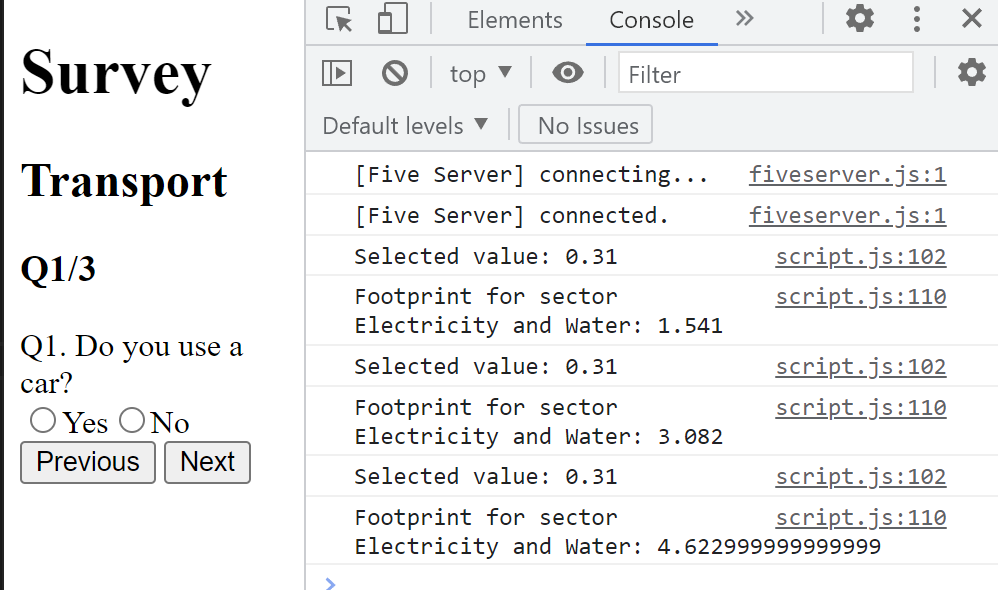 Survey
Transport
Q1/3
Q1. Do you use a
car?
Yes No
Previous Next
Elements Console
top Filter
Default levels No Issues
[Five Server] connecting... fiveserver.js:1
[Five Server] connected. fiveserver.js:1
Selected value: 0.31 script.js:102
Footprint for sector script.js:110
Electricity and Water: 1.541
Selected value: 0.31 script.js:102
Footprint for sector script.js:110
Electricity and Water: 3.082
Selected value: 0.31 script.js:102
Footprint for sector script.js:110
Electricity and Water: 4.622999999999999